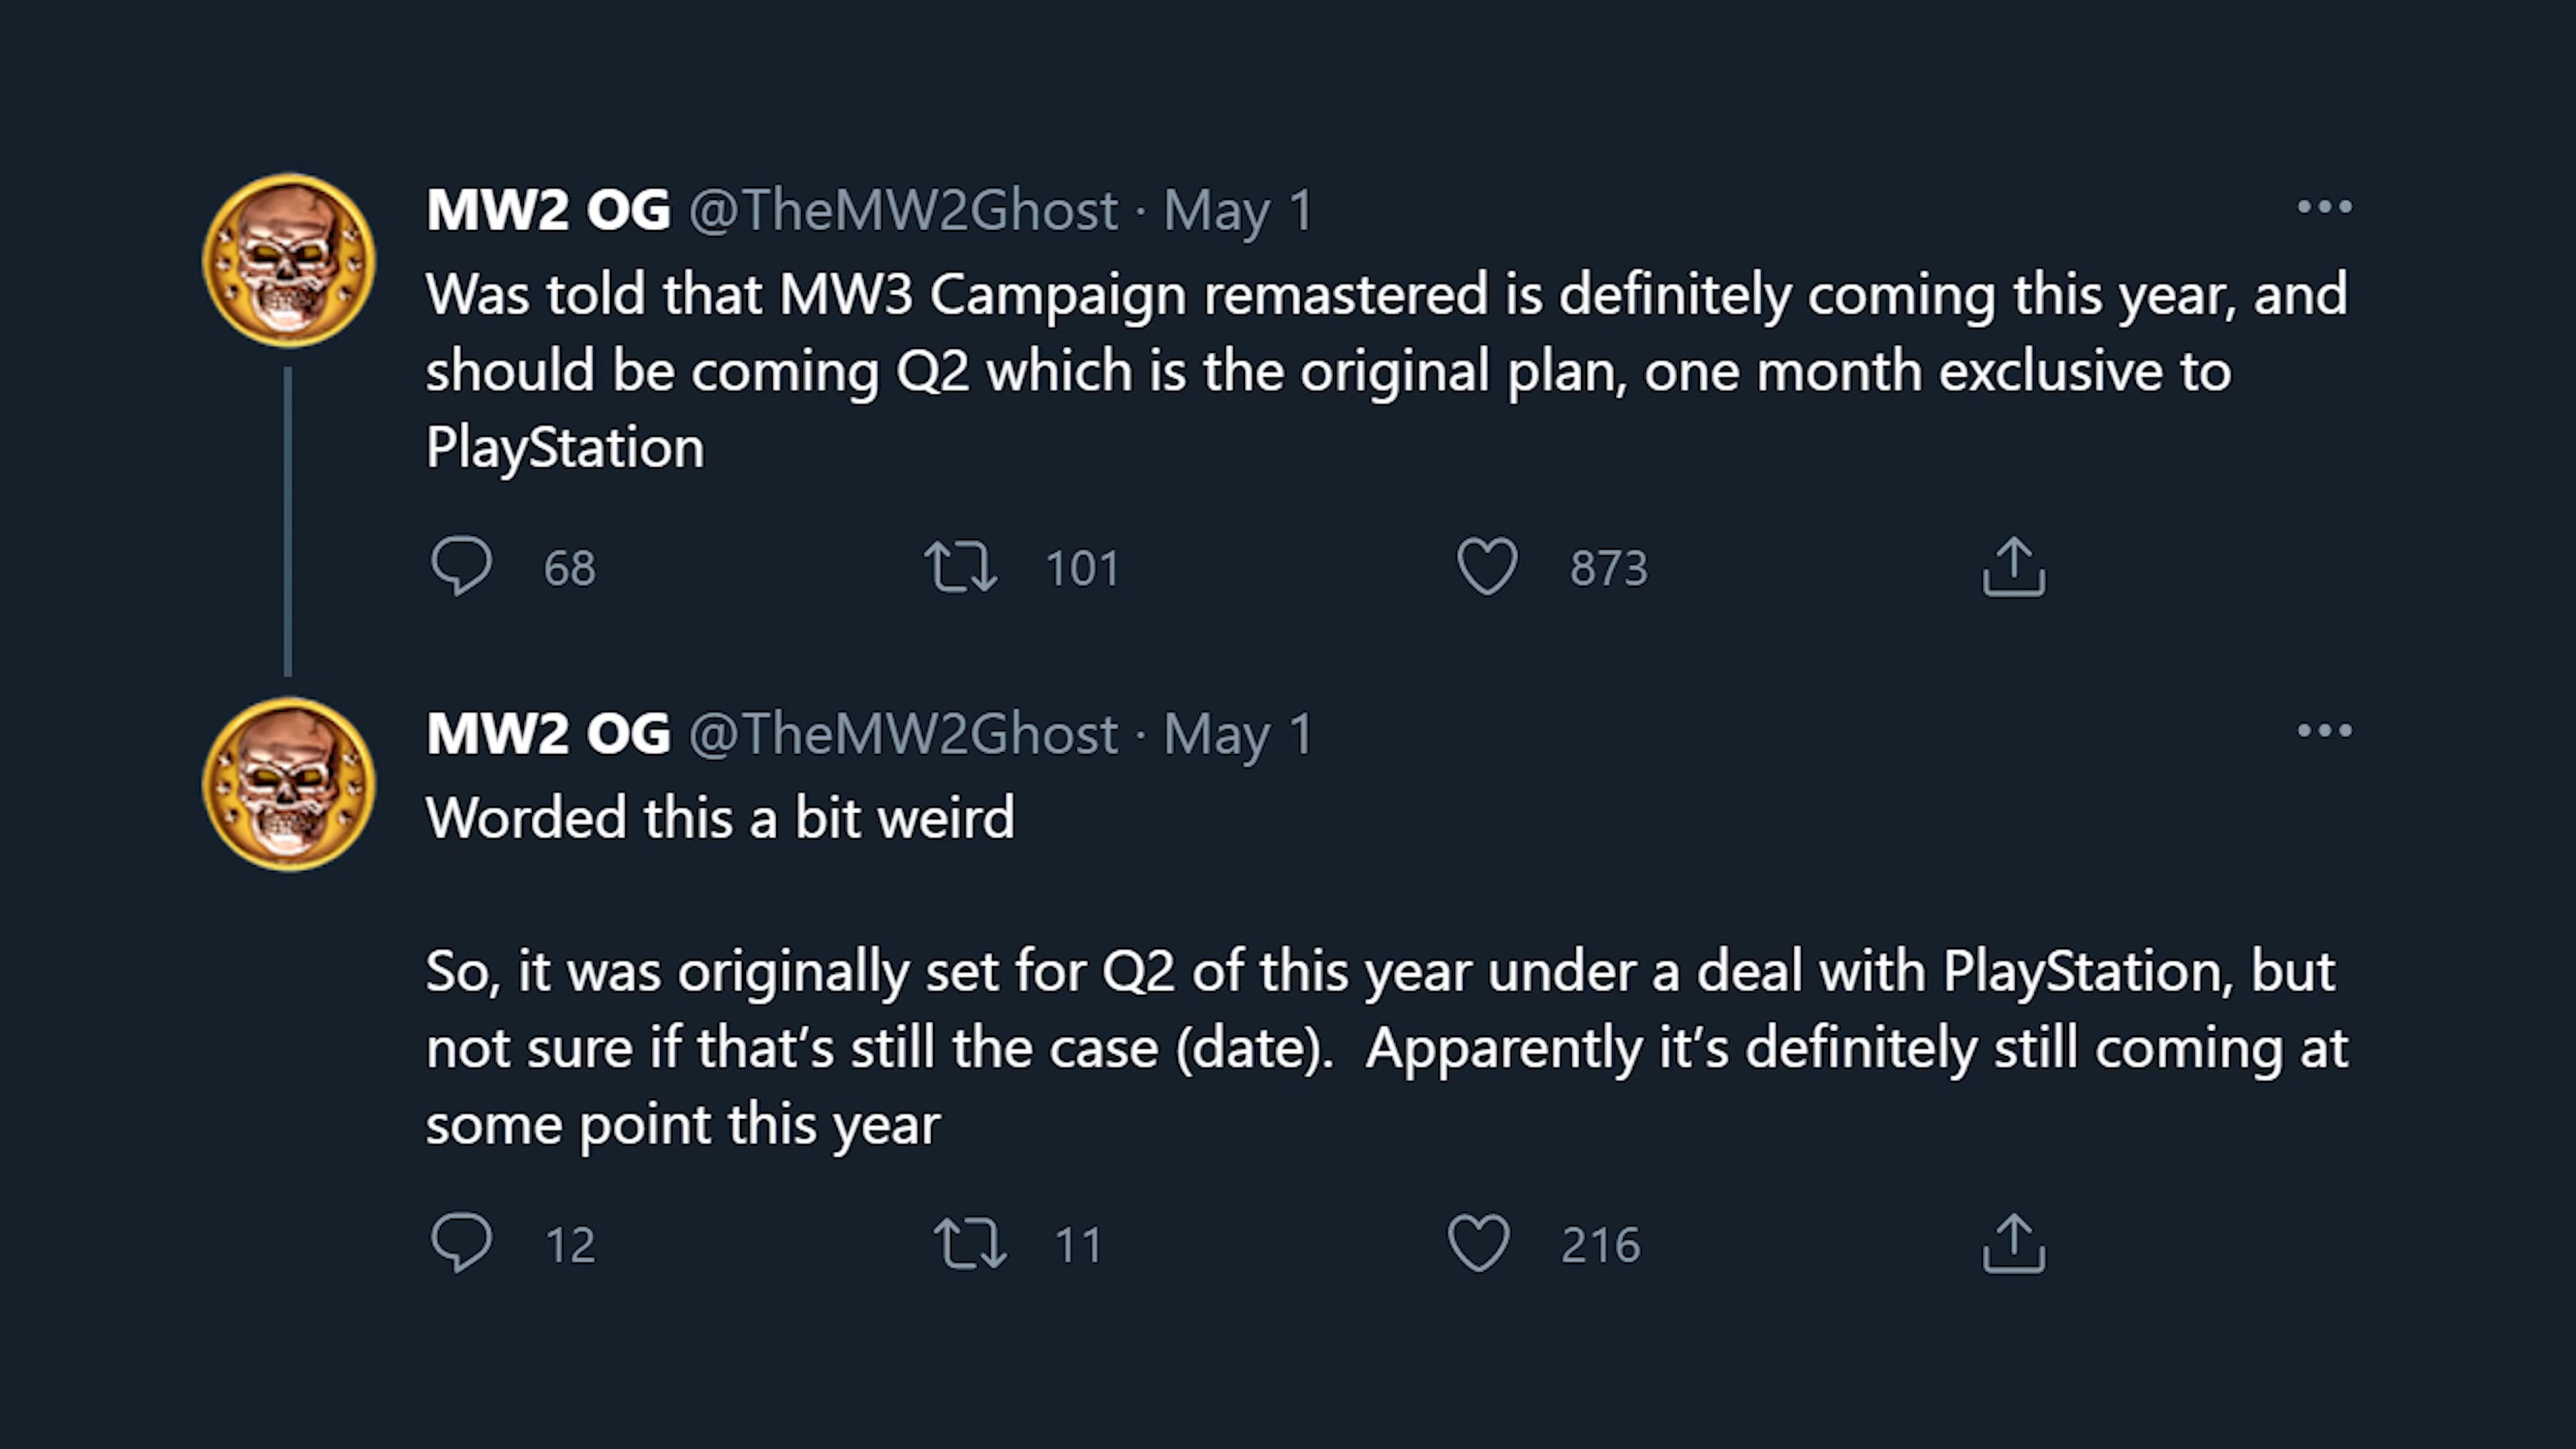 MW2 OG @TheMW2Ghost · May 1
Was told that MW3 Campaign remastered is definitely coming this year, and
should be coming Q2 which is the original plan, one month exclusive to
PlayStation
68 101 873
MW2 OG @TheMW2Ghost · May 1
Worded this a bit weird
So, it was originally set for Q2 of this year under a deal with PlayStation, but
not sure if that’s still the case (date).  Apparently it’s definitely still coming at
some point this year
12 11 216